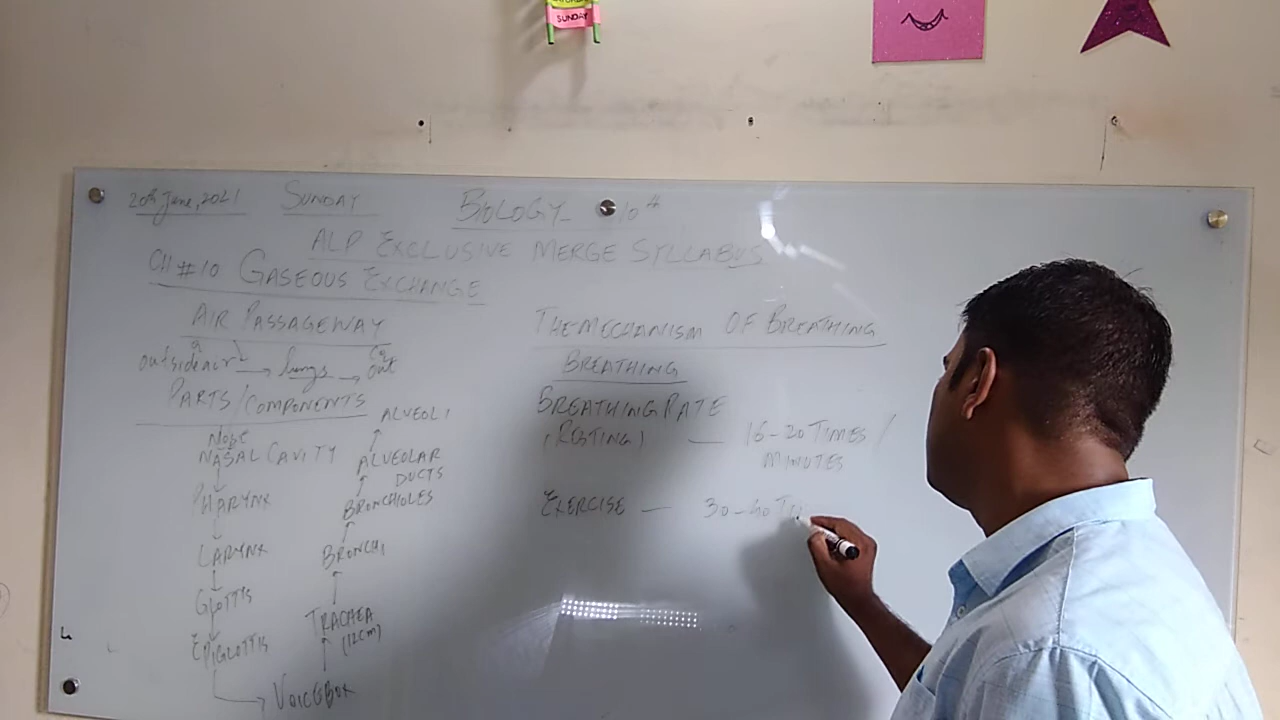 SUNDAY
20th June, 2021 SUNDAY BIOLOGY - 10th
ALP EXCLUSIVE MERGE SYLLABUS
CH #10 GASEOUS EXCHANGE
AIR PASSAGEWAY
outside air → lungs → out
PARTS/COMPONENTS
NOSE
NASAL CAVITY
↓
PHARYNX
↓
LARYNX
↓
GLOTTIS
↓
EPIGLOTTIS
→ VOICEBOX
↑
TRACHEA
(12cm)
↑
BRONCHI
↑
BRONCHIOLES
↑
ALVEOLAR
DUCTS
↑
ALVEOLI
THE MECHANISM OF BREATHING
BREATHING
BREATHING RATE
(RESTING) — 16-20 TIMES /
MINUTES
EXERCISE — 30-40 TI